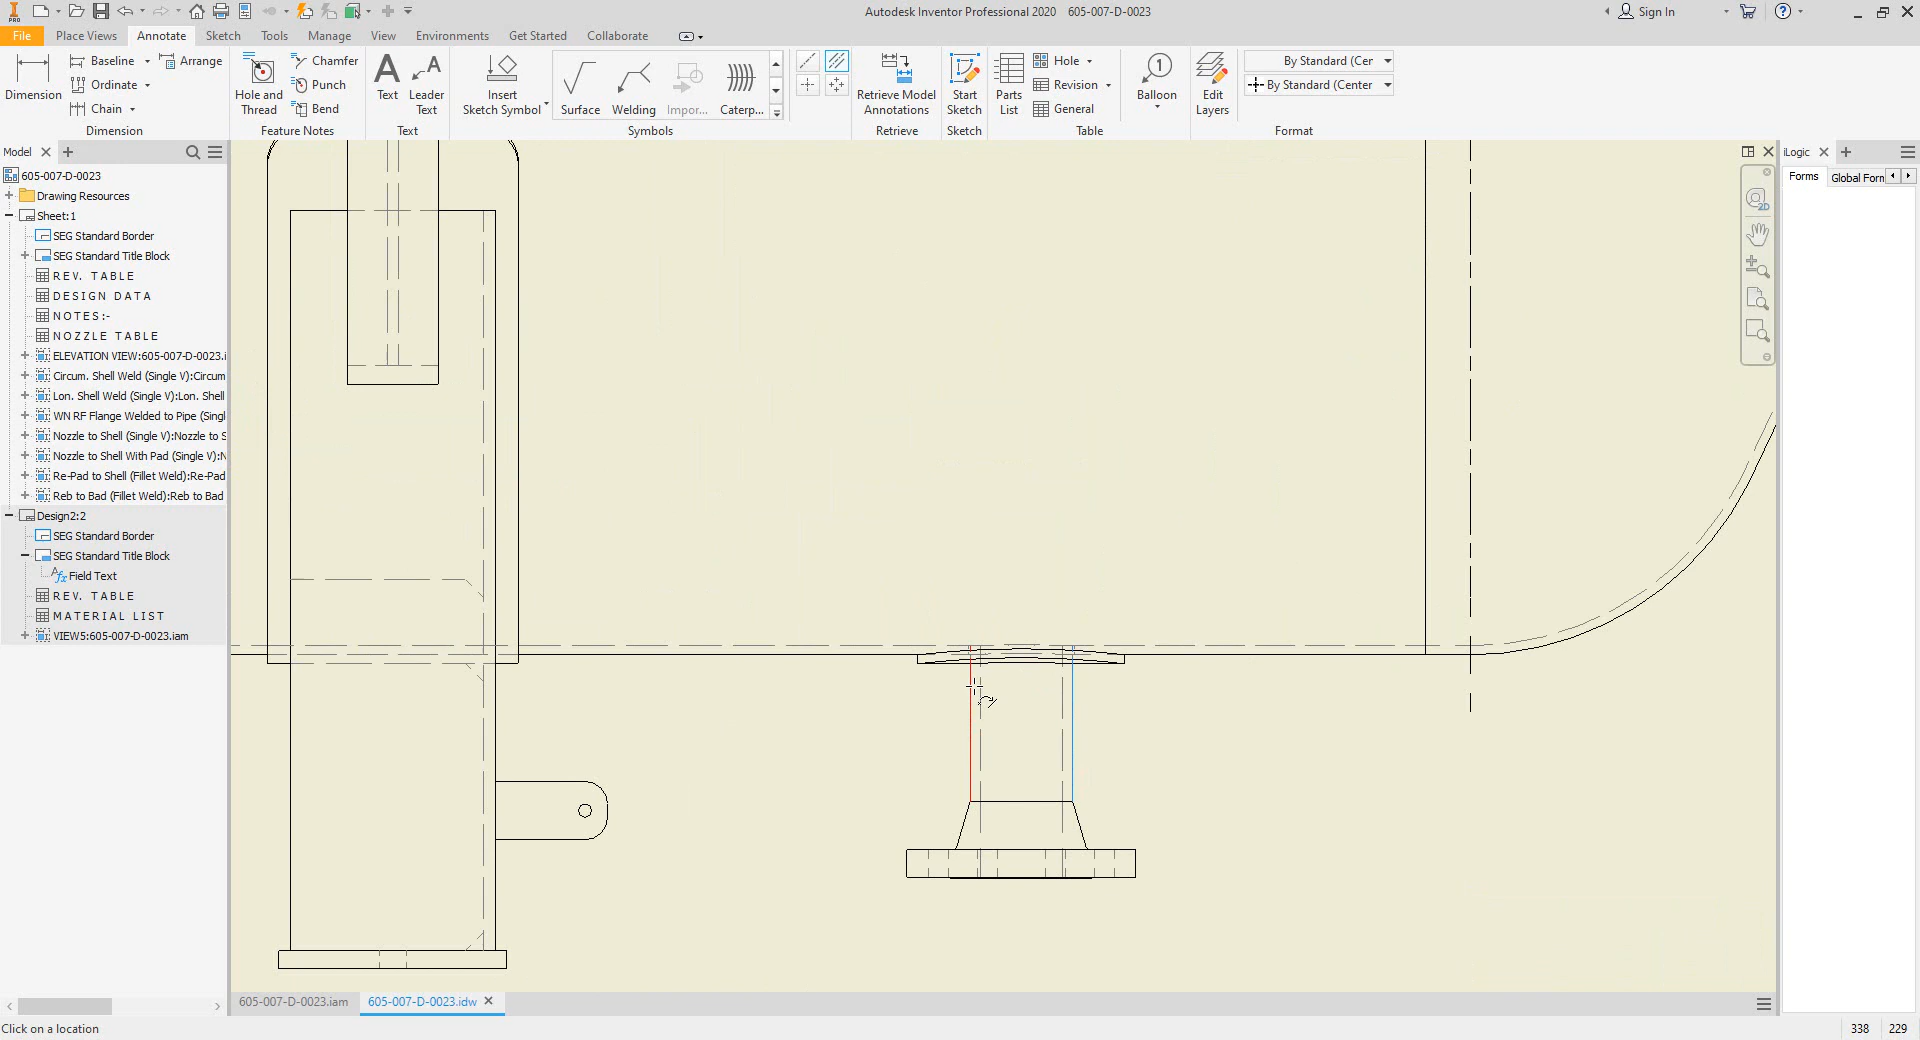 Autodesk Inventor Professional 2020 605-007-D-0023
Sign In
PRO
File Place Views Annotate Sketch Tools Manage View Environments Get Started Collaborate
Dimension
Baseline
Ordinate
Chain
Arrange
Dimension
Hole and
Thread
Chamfer
Punch
Bend
Feature Notes
Text
Leader
Text
Text
Insert
Sketch Symbol
Surface
Welding
Impor...
Caterp...
Symbols
Retrieve Model
Annotations
Retrieve
Start
Sketch
Sketch
Parts
List
Hole
Revision
General
Table
1
Balloon
Edit
Layers
By Standard (Cer
By Standard (Center
Format
Model
605-007-D-0023
Drawing Resources
Sheet:1
SEG Standard Border
SEG Standard Title Block
REV. TABLE
DESIGN DATA
NOTES:-
NOZZLE TABLE
ELEVATION VIEW:605-007-D-0023.i
Circum. Shell Weld (Single V):Circum
Lon. Shell Weld (Single V):Lon. Shell
WN RF Flange Welded to Pipe (Singl
Nozzle to Shell (Single V):Nozzle to S
Nozzle to Shell With Pad (Single V):N
Re-Pad to Shell (Fillet Weld):Re-Pad
Reb to Bad (Fillet Weld):Reb to Bad
Design2:2
SEG Standard Border
SEG Standard Title Block
Field Text
REV. TABLE
MATERIAL LIST
VIEW5:605-007-D-0023.iam
2D
iLogic
Forms Global Forn
605-007-D-0023.iam 605-007-D-0023.idw
Click on a location
338 229